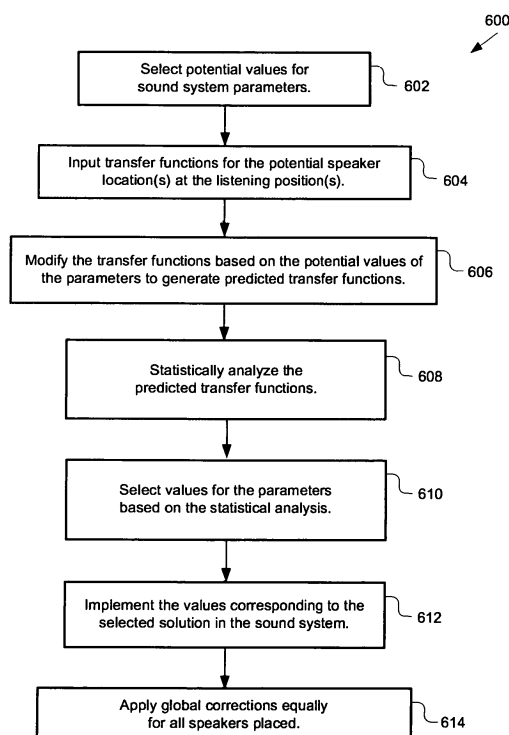 600
Select potential values for
sound system parameters.
602
Input transfer functions for the potential speaker
location(s) at the listening position(s).
604
Modify the transfer functions based on the potential values of
the parameters to generate predicted transfer functions.
606
Statistically analyze the
predicted transfer functions.
608
Select values for the parameters
based on the statistical analysis.
610
Implement the values corresponding to the
selected solution in the sound system.
612
Apply global corrections equally
for all speakers placed.
614